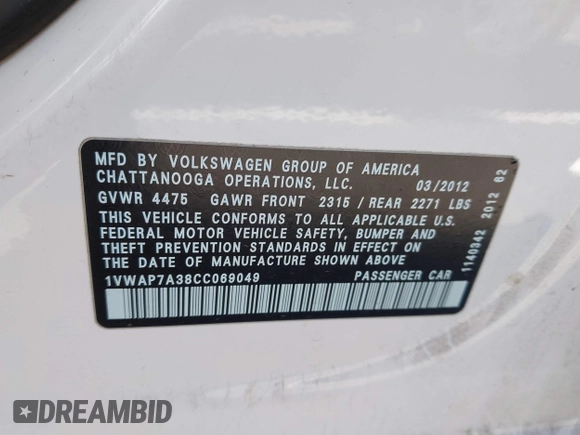 MFD BY VOLKSWAGEN GROUP OF AMERICA
CHATTANOOGA OPERATIONS, LLC. 03/2012
GVWR 4475 GAWR FRONT 2315 / REAR 2271 LBS
THIS VEHICLE CONFORMS TO ALL APPLICABLE U.S.
FEDERAL MOTOR VEHICLE SAFETY, BUMPER AND
THEFT PREVENTION STANDARDS IN EFFECT ON
THE DATE OF MANUFACTURE SHOWN ABOVE
1VWAP7A38CC069049 PASSENGER CAR
1140342 2012 62
DREAMBID